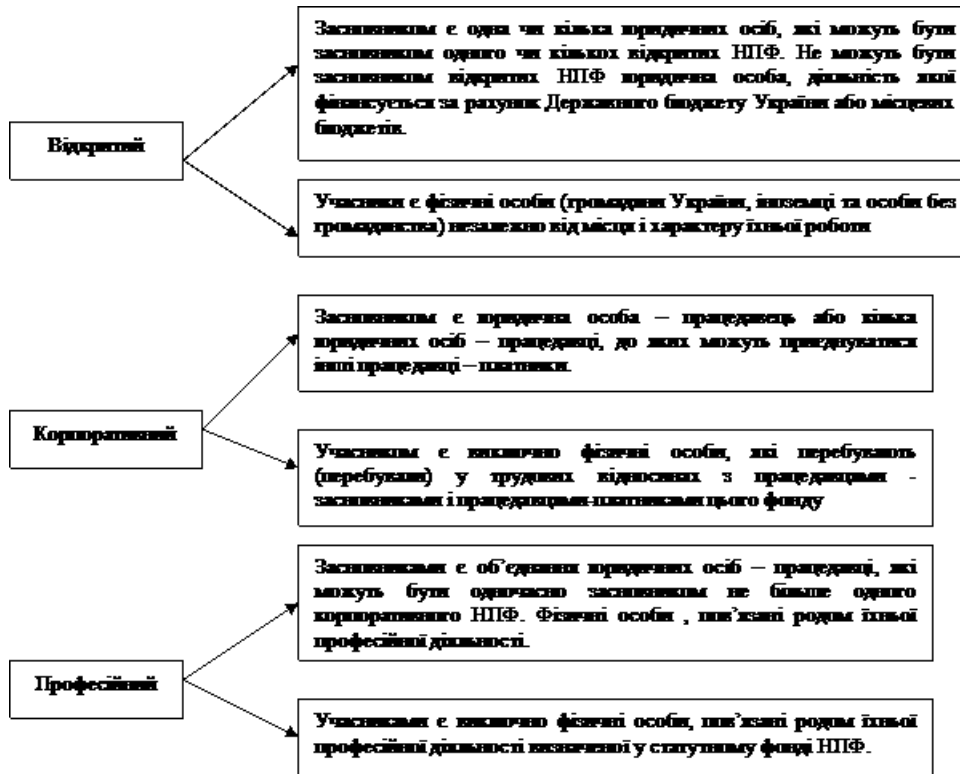 Засновником є одна чи кілька юридичних осіб, які можуть бути
засновником одного чи кількох відкритих НПФ. Не можуть бути
засновником відкритих НПФ юридична особа, діяльність якої
фінансується за рахунок Державного бюджету України або місцевих
бюджетів.
Відкритий
Учасники є фізичні особи (громадяни України, іноземці та особи без
громадянства) незалежно від місця і характеру їхньої роботи
Засновником є юридична особа – працедавець або кілька
юридичних осіб – працедавці, до яких можуть приєднуватися
інші працедавці – платники.
Корпоративний
Учасником є виключно фізичні особи, які перебувають
(перебували) у трудових відносинах з працедавцями -
засновниками і працедавцями-платниками цього фонду
Засновниками є об’єднання юридичних осіб – працедавці, які
можуть бути одночасно засновником не більше одного
корпоративного НПФ. Фізичні особи , пов’язані родом їхньої
професійної діяльності.
Професійний
Учасниками є виключно фізичні особи, пов’язані родом їхньої
професійної діяльності визначеної у статутному фонді НПФ.